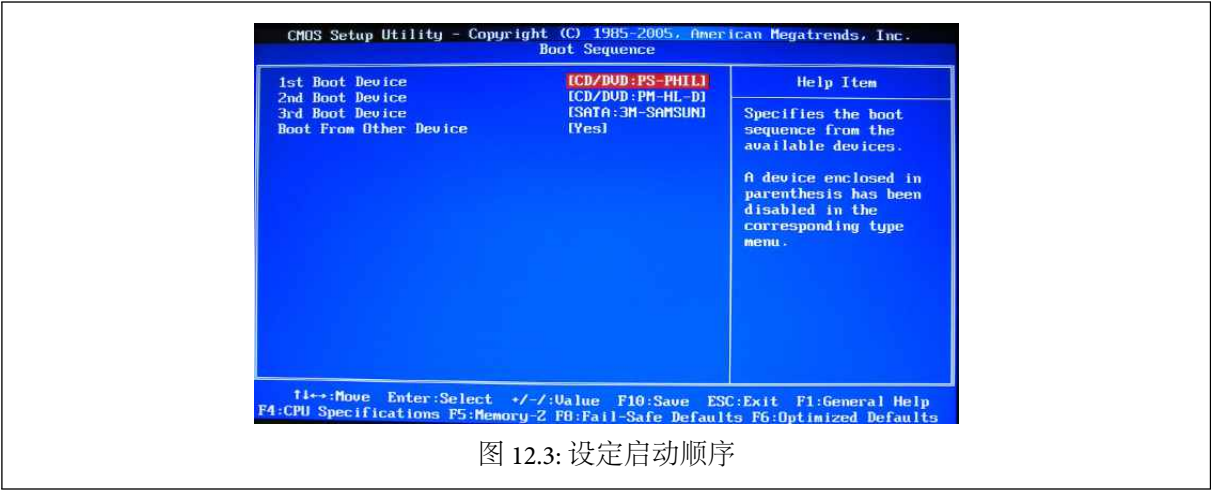 CMOS Setup Utility - Copyright (C) 1985-2005, American Megatrends, Inc.
Boot Sequence
1st Boot Device [CD/DVD:PS-PHIL]
2nd Boot Device [CD/DVD:PM-HL-D]
3rd Boot Device [SATA:3M-SAMSUN]
Boot From Other Device [Yes]
Help Item
Specifies the boot
sequence from the
available devices.
A device enclosed in
parenthesis has been
disabled in the
corresponding type
menu.
↑↓←→:Move Enter:Select +/-/:Value F10:Save ESC:Exit F1:General Help
F4:CPU Specifications F5:Memory-Z F8:Fail-Safe Defaults F6:Optimized Defaults
图 12.3: 设定启动顺序